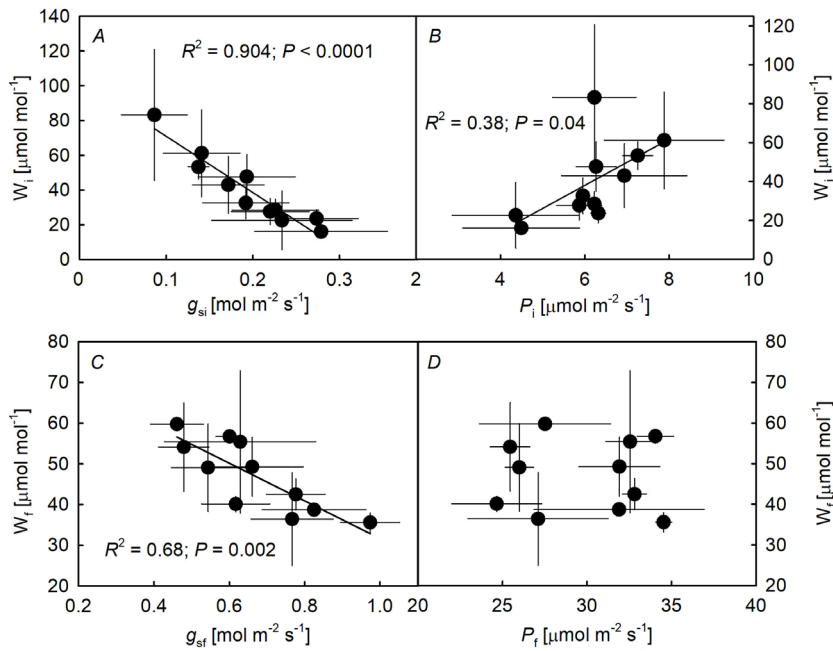 A
R² = 0.904; P < 0.0001
B
R² = 0.38; P = 0.04
140
120
100
80
60
40
20
0
Wᵢ [µmol mol⁻¹]
140
120
100
80
60
40
20
0
Wᵢ [µmol mol⁻¹]
0 0.1 0.2 0.3 2 4 6 8 10
g_si [mol m⁻² s⁻¹]
Pᵢ [µmol m⁻² s⁻¹]
C
R² = 0.68; P = 0.002
D
80
70
60
50
40
30
20
W_f [µmol mol⁻¹]
80
70
60
50
40
30
20
W_f [µmol mol⁻¹]
0.2 0.4 0.6 0.8 1.0 20 25 30 35 40
g_sf [mol m⁻² s⁻¹]
P_f [µmol m⁻² s⁻¹]